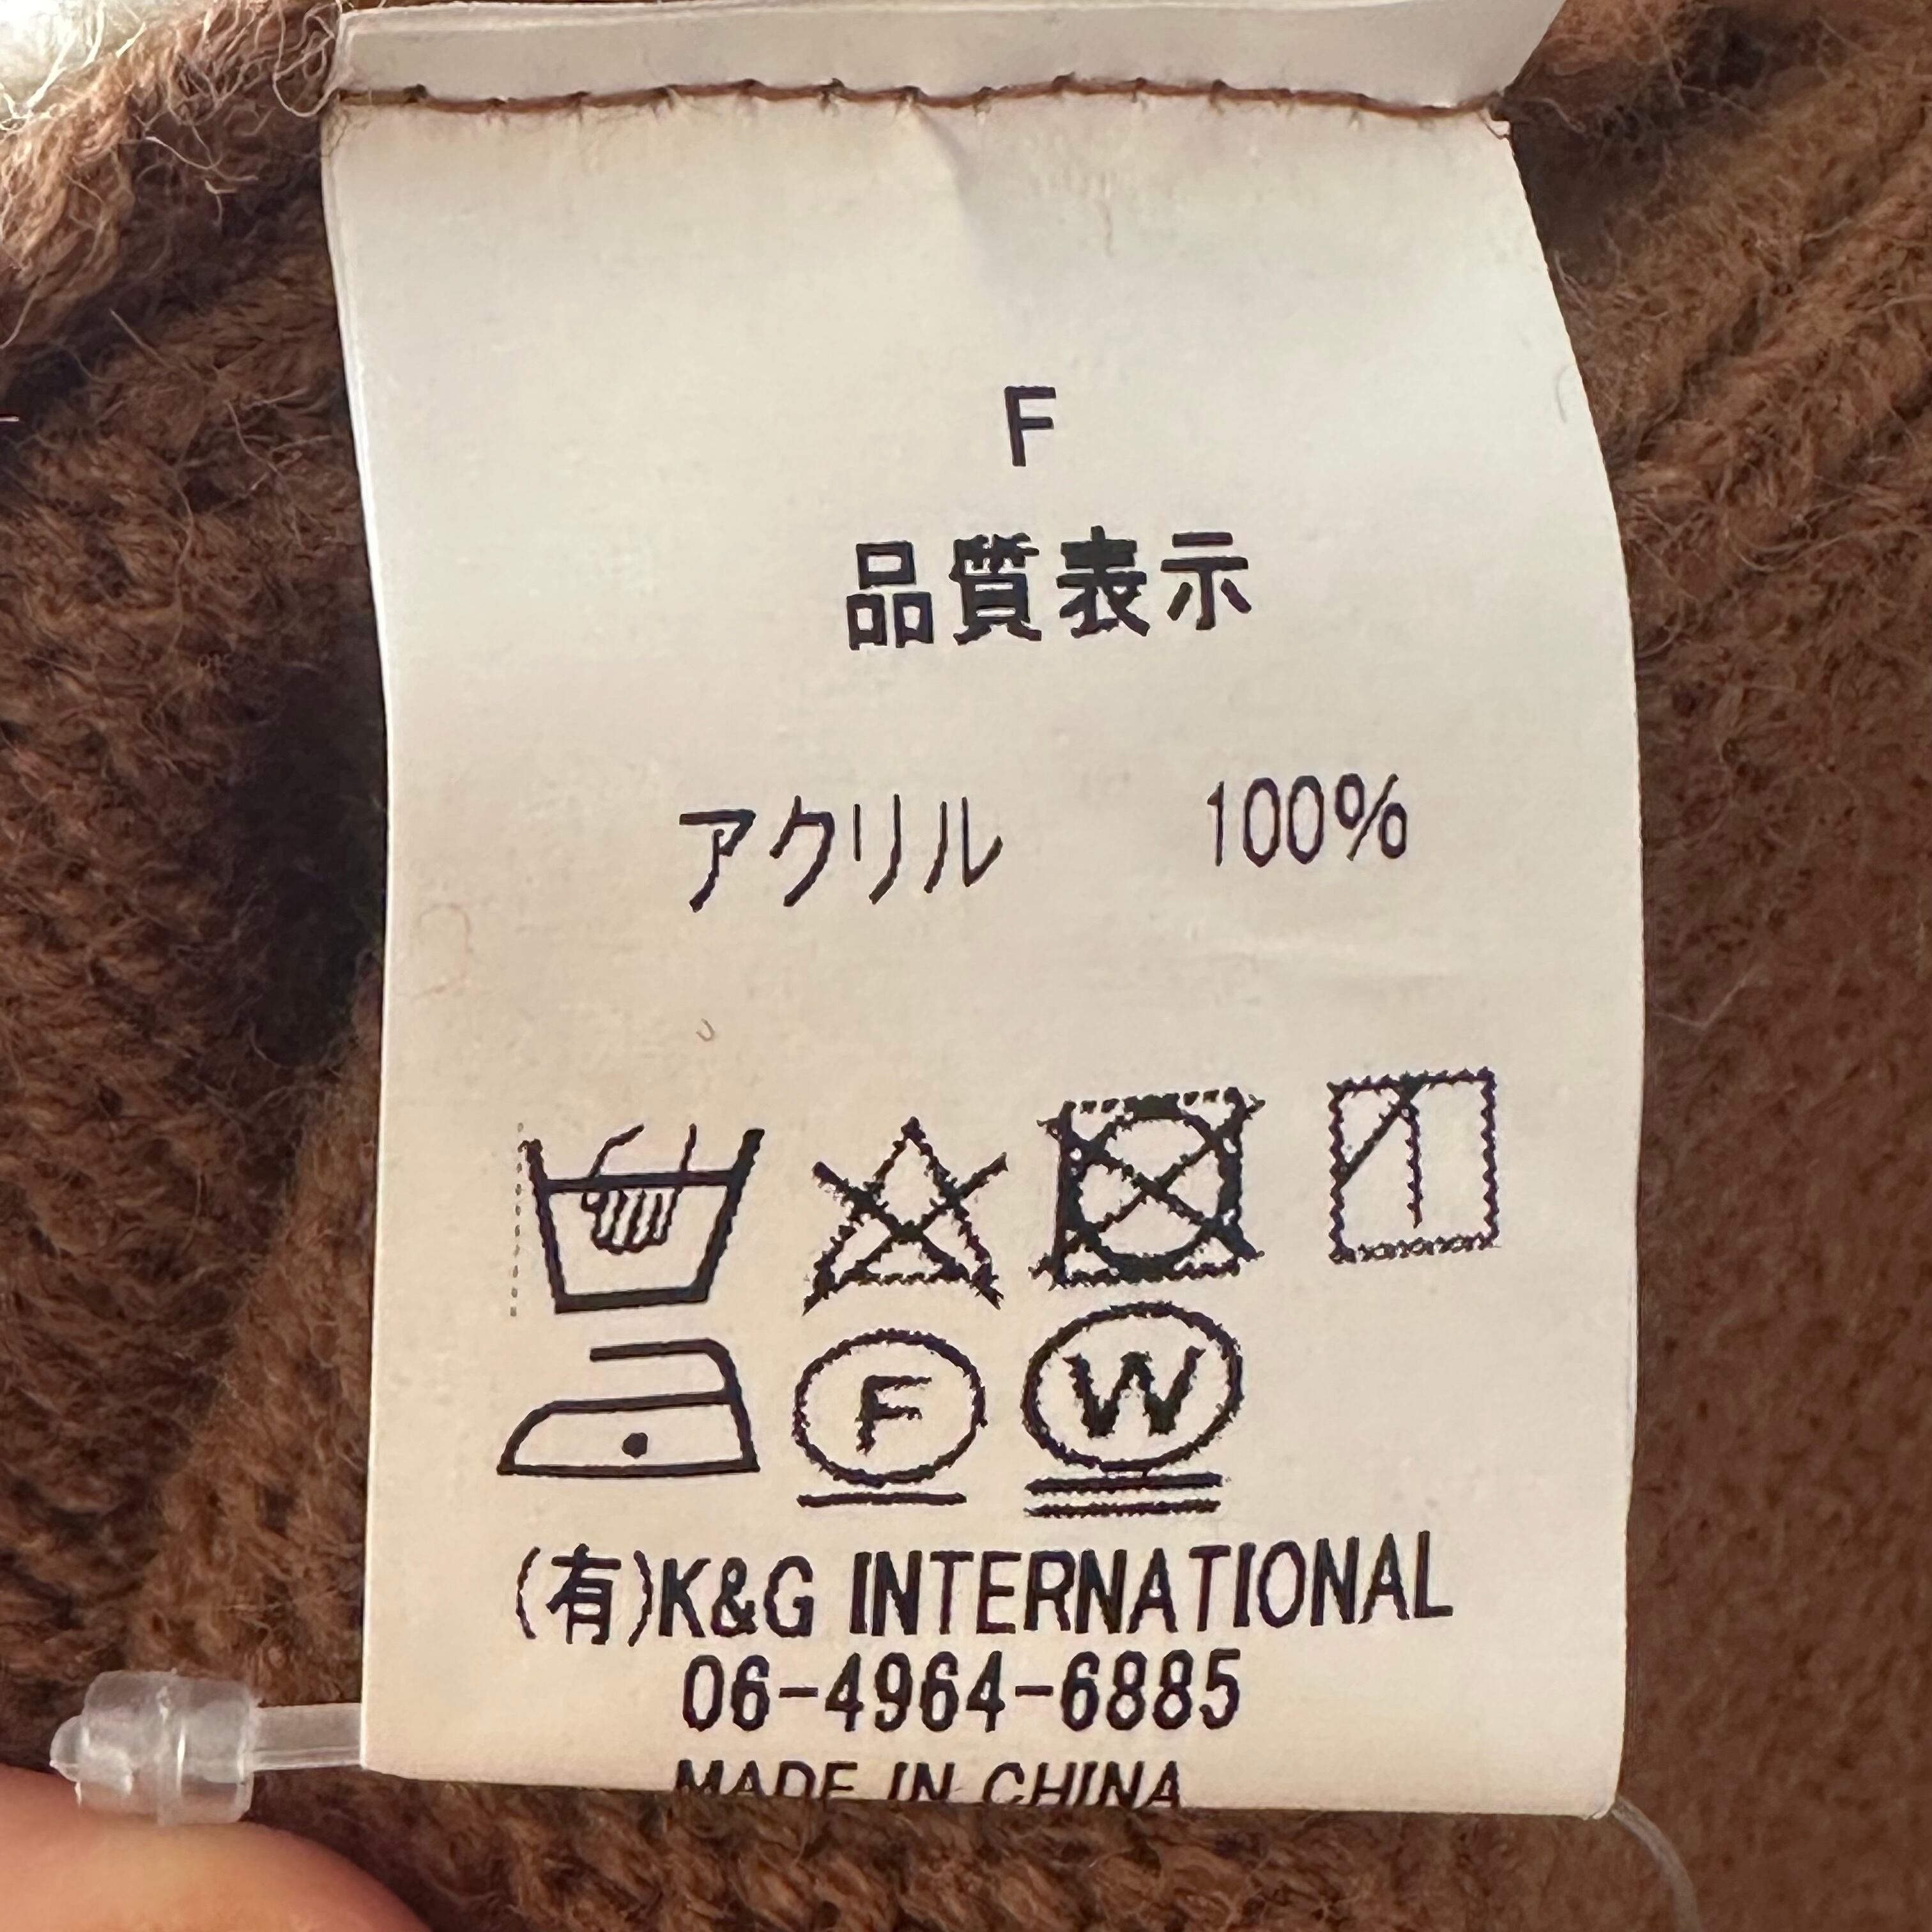 F
品質表示
アクリル 100%
F W
(有)K&G INTERNATIONAL
06-4964-6885
MADE IN CHINA